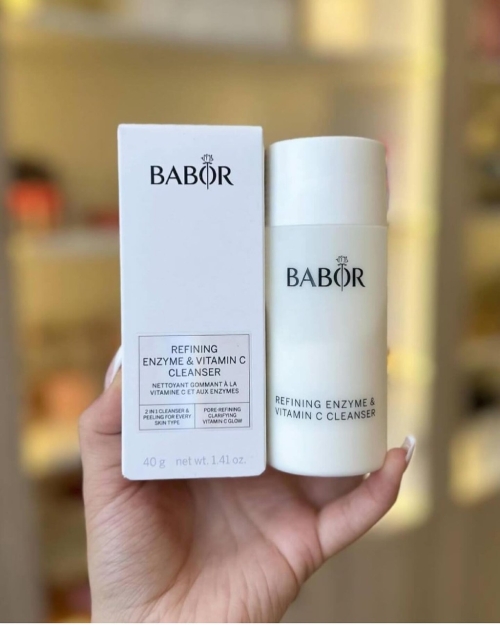 BABOR
REFINING
ENZYME & VITAMIN C
CLEANSER
NETTOYANT GOMMANT À LA
VITAMINE C ET AUX ENZYMES
2 IN 1 CLEANSER &
PEELING FOR EVERY
SKIN TYPE
PORE-REFINING
CLARIFYING
VITAMIN C GLOW
40 g net wt. 1.41 oz.
BABOR
REFINING ENZYME &
VITAMIN C CLEANSER